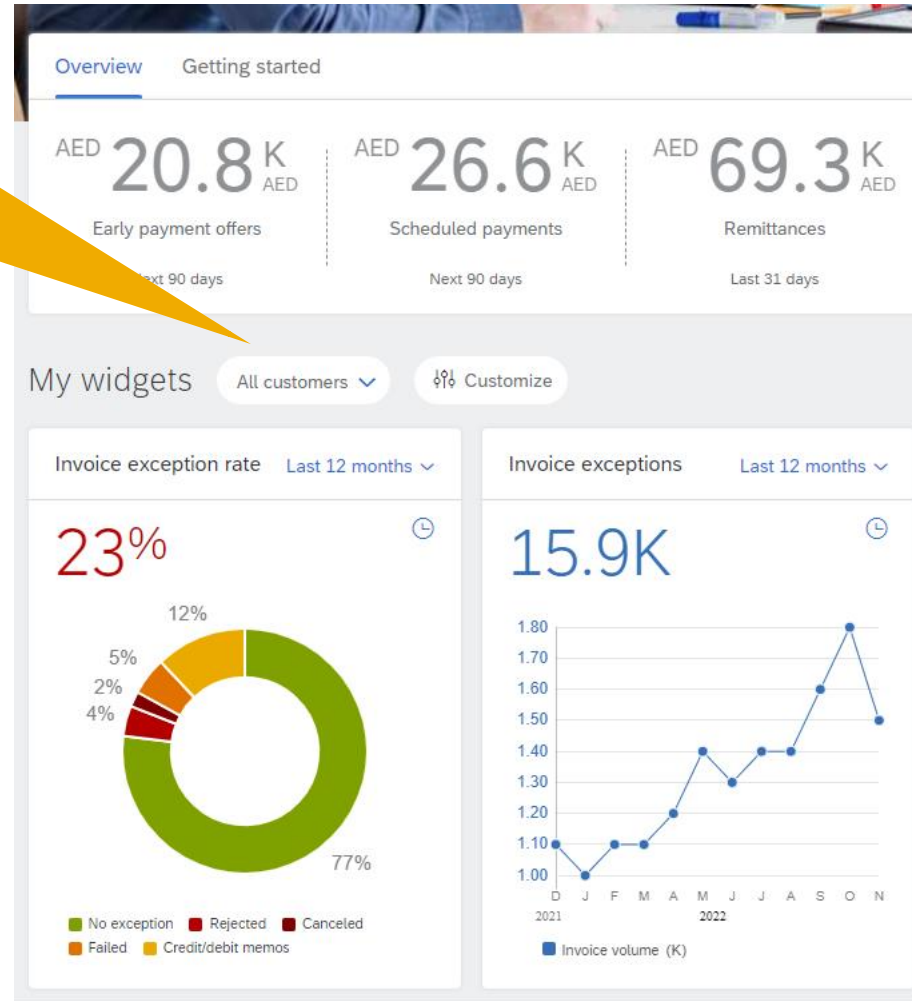 Overview Getting started
AED 20.8 K AED AED 26.6 K AED AED 69.3 K AED
Early payment offers Scheduled payments Remittances
90 days Next 90 days Last 31 days
My widgets All customers Customize
Invoice exception rate Last 12 months Invoice exceptions Last 12 months
23% 15.9K
12%
5%
2%
4%
77%
No exception Rejected Canceled
Failed Credit/debit memos
1.80
1.70
1.60
1.50
1.40
1.30
1.20
1.10
1.00
D J F M A M J J A S O N
2021 2022
Invoice volume (K)